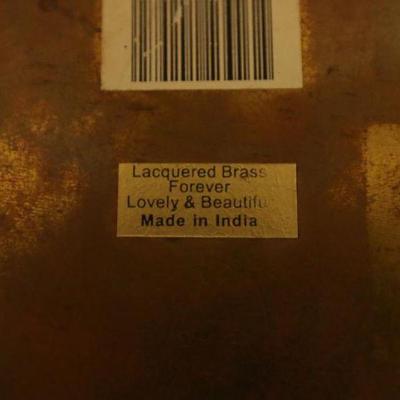 Lacquered Brass
Forever
Lovely & Beautifu
Made in India